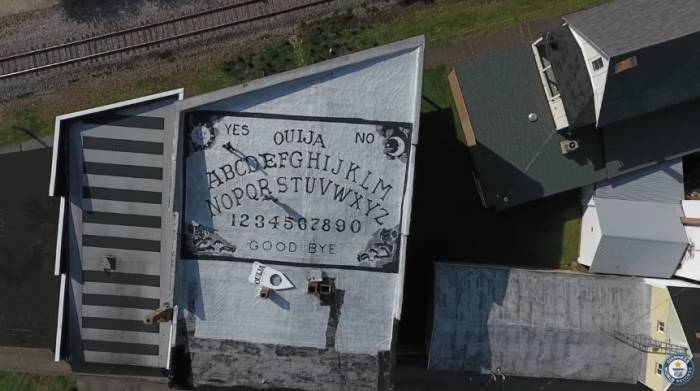 YES OUIJA NO
ABCDEFGHIJKLM
NOPQRSTUVWXYZ
1234567890
GOOD BYE
OUIJA